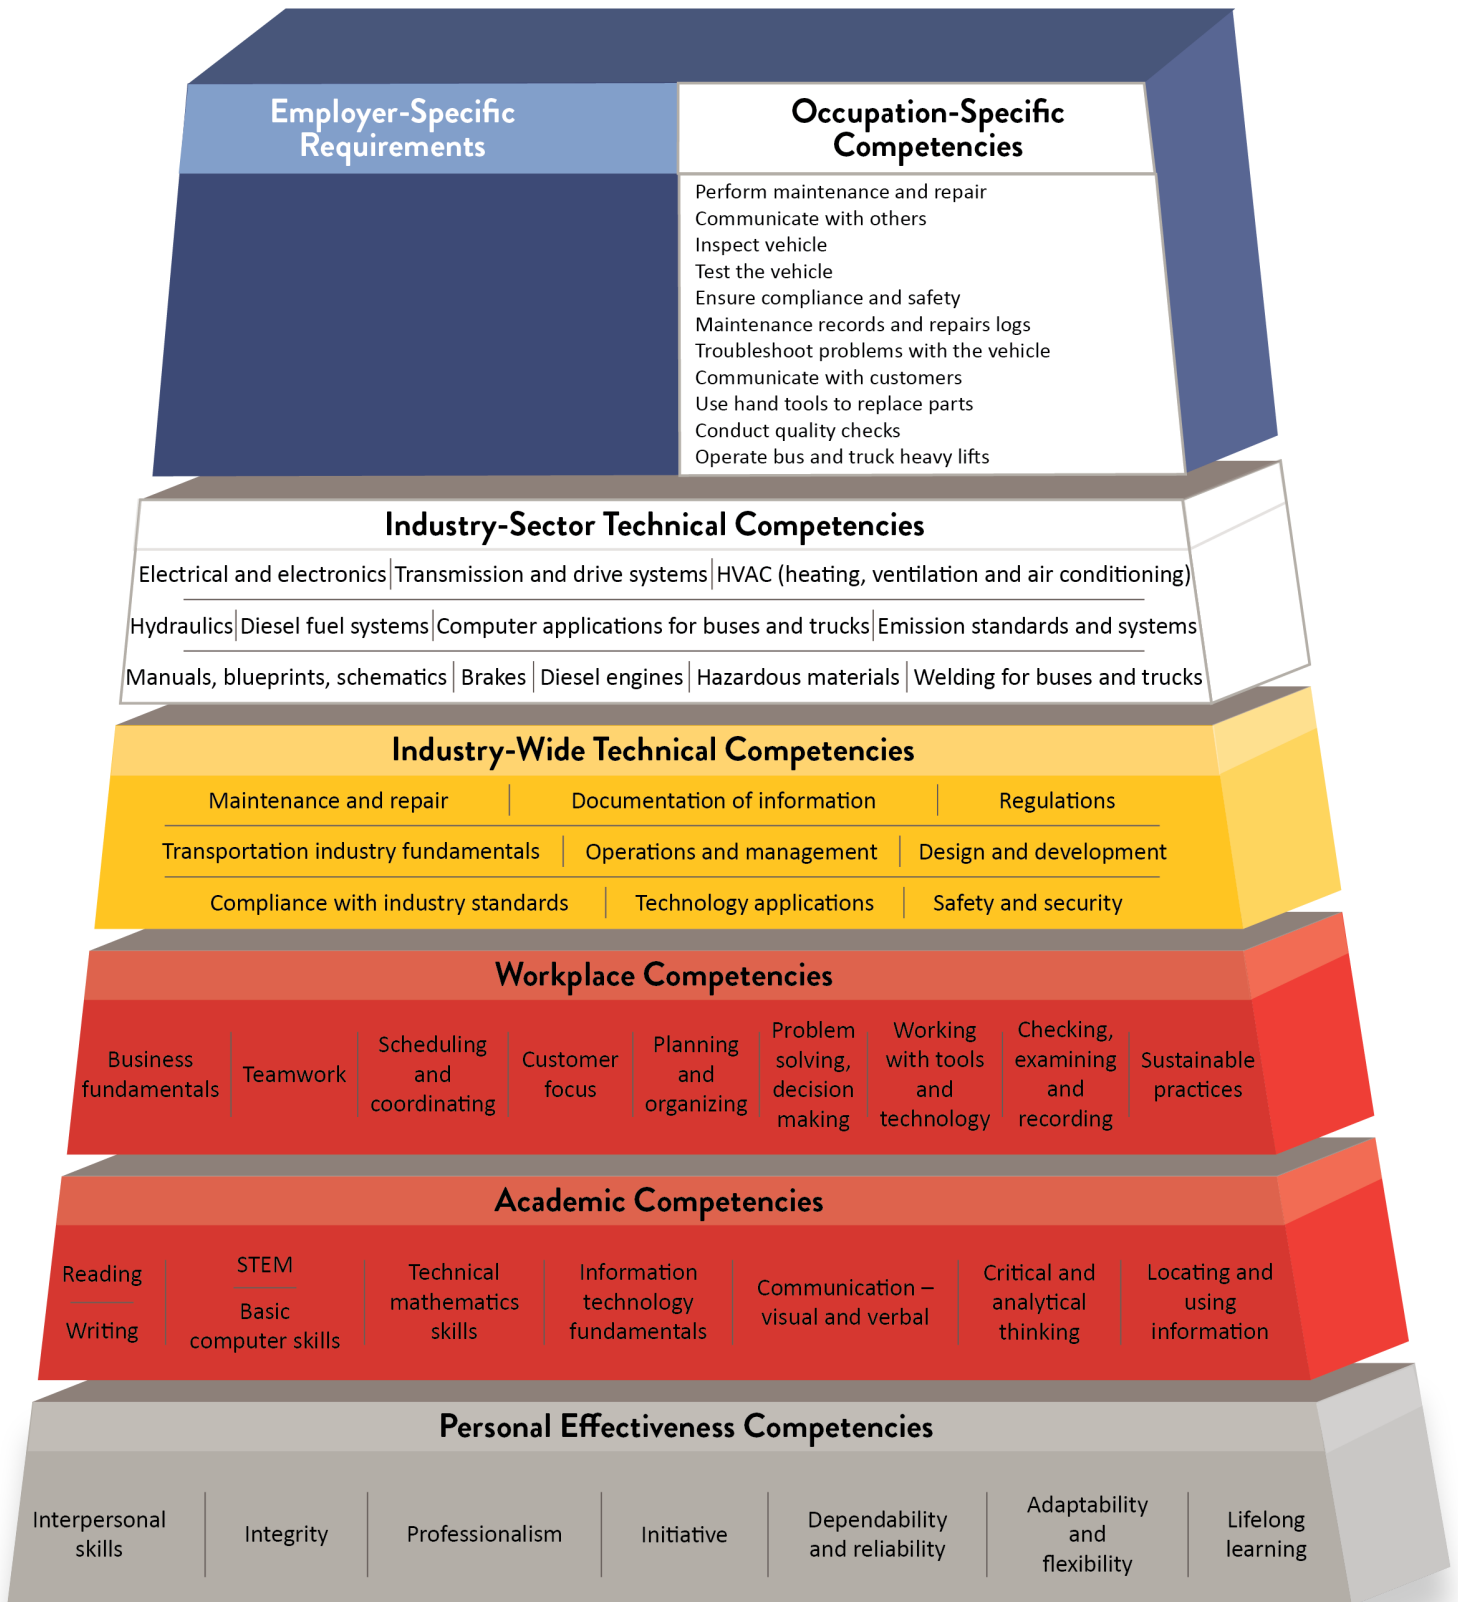 Employer-Specific
Requirements
Occupation-Specific
Competencies
Perform maintenance and repair
Communicate with others
Inspect vehicle
Test the vehicle
Ensure compliance and safety
Maintenance records and repairs logs
Troubleshoot problems with the vehicle
Communicate with customers
Use hand tools to replace parts
Conduct quality checks
Operate bus and truck heavy lifts
Industry-Sector Technical Competencies
Electrical and electronics
Transmission and drive systems
HVAC (heating, ventilation and air conditioning)
Hydraulics
Diesel fuel systems
Computer applications for buses and trucks
Emission standards and systems
Manuals, blueprints, schematics
Brakes
Diesel engines
Hazardous materials
Welding for buses and trucks
Industry-Wide Technical Competencies
Maintenance and repair
Documentation of information
Regulations
Transportation industry fundamentals
Operations and management
Design and development
Compliance with industry standards
Technology applications
Safety and security
Workplace Competencies
Business
fundamentals
Teamwork
Scheduling
and
coordinating
Customer
focus
Planning
and
organizing
Problem
solving,
decision
making
Working
with tools
and
technology
Checking,
examining
and
recording
Sustainable
practices
Academic Competencies
Reading
Writing
STEM
Basic
computer skills
Technical
mathematics
skills
Information
technology
fundamentals
Communication –
visual and verbal
Critical and
analytical
thinking
Locating and
using
information
Personal Effectiveness Competencies
Interpersonal
skills
Integrity
Professionalism
Initiative
Dependability
and reliability
Adaptability
and
flexibility
Lifelong
learning